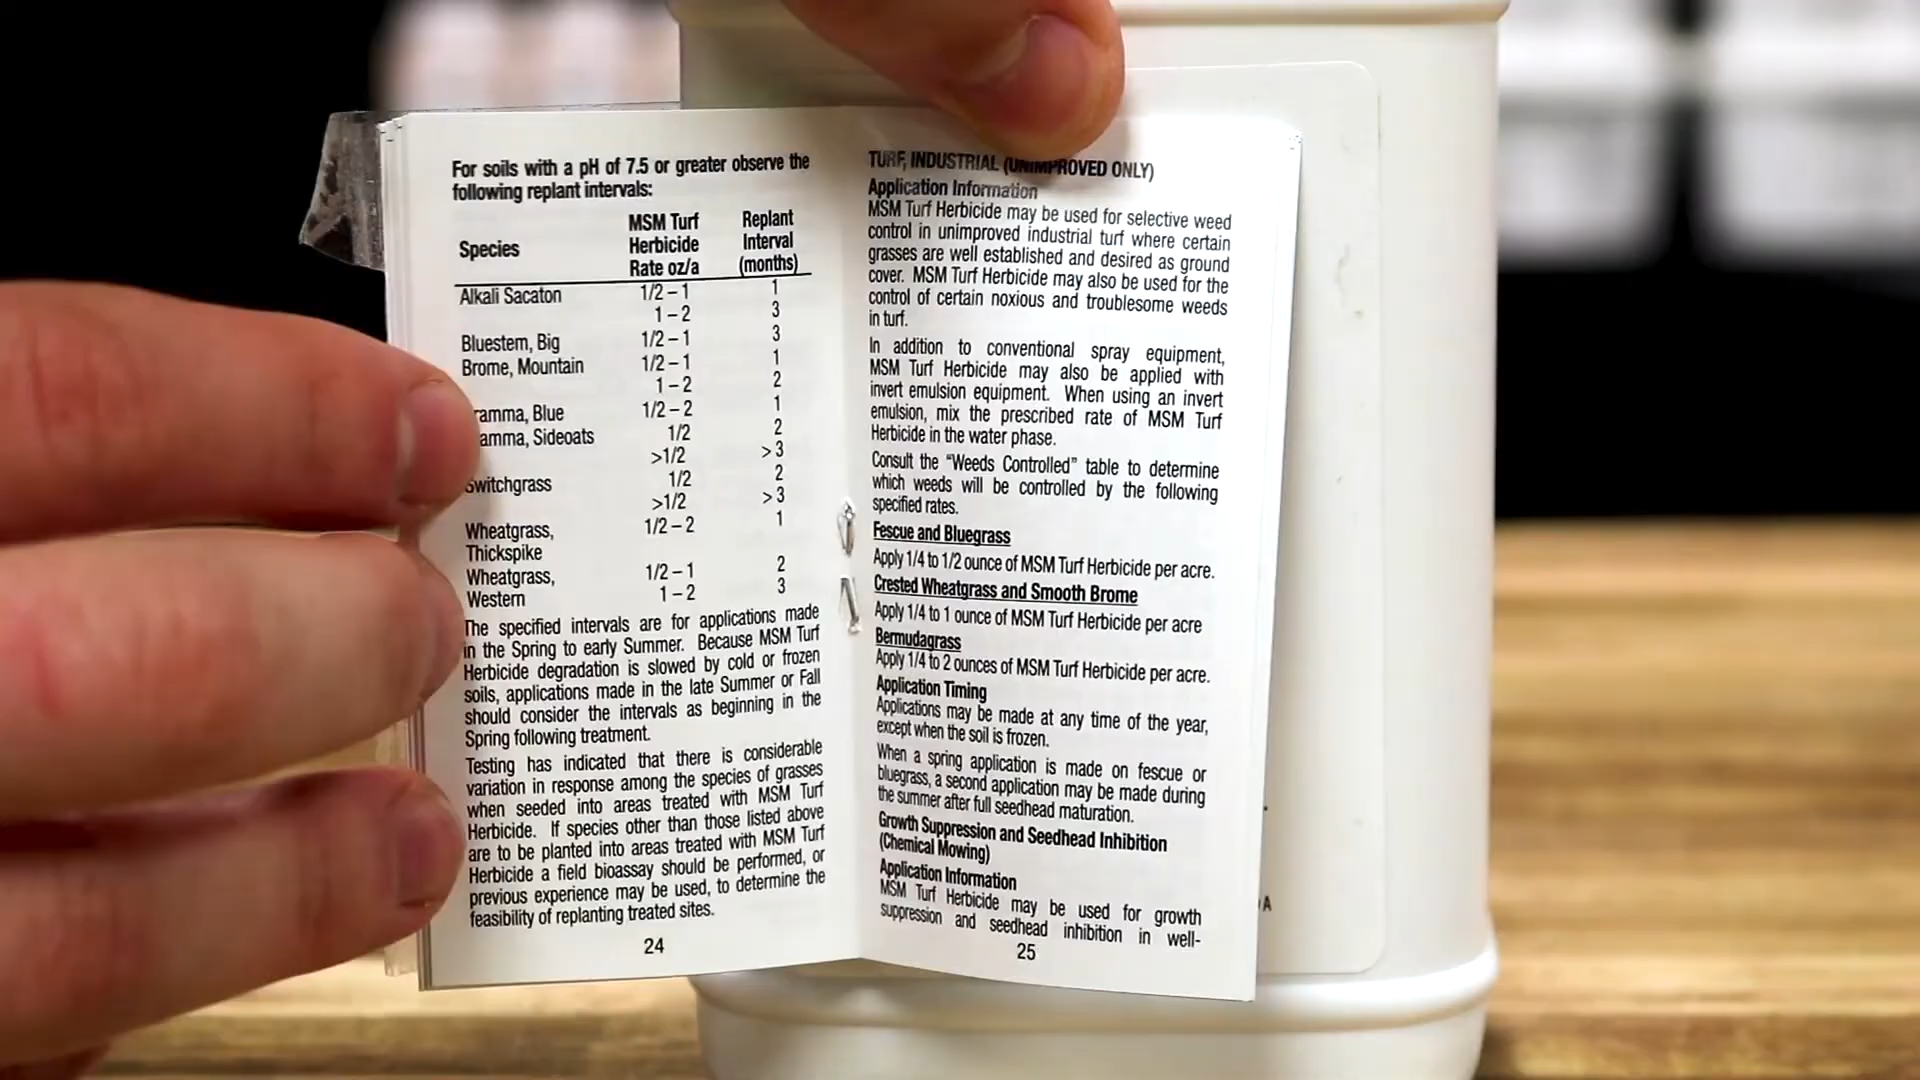 For soils with a pH of 7.5 or greater observe the
following replant intervals:
Species MSM Turf Herbicide Rate oz/a Replant Interval (months)
Alkali Sacaton 1/2 – 1 1
1 – 2 3
Bluestem, Big 1/2 – 1 3
Brome, Mountain 1/2 – 1 1
1 – 2 2
ramma, Blue 1/2 – 2 1
amma, Sideoats 1/2 2
>1/2 >3
Switchgrass 1/2 2
>1/2 >3
Wheatgrass, 1/2 – 2 1
Thickspike
Wheatgrass, 1/2 – 1 2
Western 1 – 2 3
The specified intervals are for applications made
in the Spring to early Summer. Because MSM Turf
Herbicide degradation is slowed by cold or frozen
soils, applications made in the late Summer or Fall
should consider the intervals as beginning in the
Spring following treatment.
Testing has indicated that there is considerable
variation in response among the species of grasses
when seeded into areas treated with MSM Turf
Herbicide. If species other than those listed above
are to be planted into areas treated with MSM Turf
Herbicide a field bioassay should be performed, or
previous experience may be used, to determine the
feasibility of replanting treated sites.
24
TURF, INDUSTRIAL (UNIMPROVED ONLY)
Application Information
MSM Turf Herbicide may be used for selective weed
control in unimproved industrial turf where certain
grasses are well established and desired as ground
cover. MSM Turf Herbicide may also be used for the
control of certain noxious and troublesome weeds
in turf.
In addition to conventional spray equipment,
MSM Turf Herbicide may also be applied with
invert emulsion equipment. When using an invert
emulsion, mix the prescribed rate of MSM Turf
Herbicide in the water phase.
Consult the “Weeds Controlled” table to determine
which weeds will be controlled by the following
specified rates.
Fescue and Bluegrass
Apply 1/4 to 1/2 ounce of MSM Turf Herbicide per acre.
Crested Wheatgrass and Smooth Brome
Apply 1/4 to 1 ounce of MSM Turf Herbicide per acre
Bermudagrass
Apply 1/4 to 2 ounces of MSM Turf Herbicide per acre.
Application Timing
Applications may be made at any time of the year,
except when the soil is frozen.
When a spring application is made on fescue or
bluegrass, a second application may be made during
the summer after full seedhead maturation.
Growth Suppression and Seedhead Inhibition
(Chemical Mowing)
Application Information
MSM Turf Herbicide may be used for growth
suppression and seedhead inhibition in well-
25
A